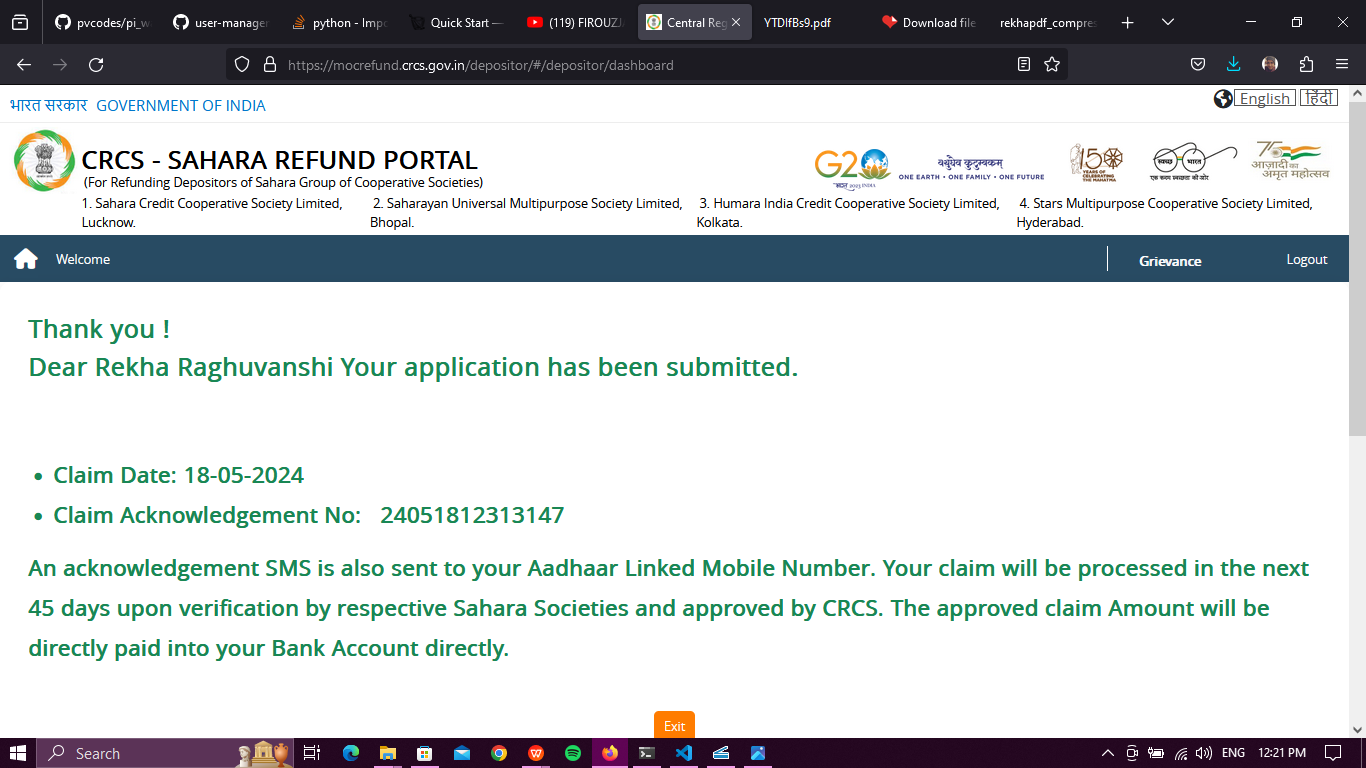 pvcodes/pi_w
user-manager
python - Impo
Quick Start —
(119) FIROUZJ
Central Reg
YTDlfBs9.pdf
Download file
rekhapdf_compres
https://mocrefund.crcs.gov.in/depositor/#/depositor/dashboard
भारत सरकार GOVERNMENT OF INDIA
English हिंदी
CRCS - SAHARA REFUND PORTAL
(For Refunding Depositors of Sahara Group of Cooperative Societies)
G20
भारत 2023 INDIA
वसुधैव कुटुम्बकम्
ONE EARTH • ONE FAMILY • ONE FUTURE
150
YEARS OF
CELEBRATING
THE MAHATMA
स्वच्छ भारत
एक कदम स्वच्छता की ओर
75
आज़ादी का
अमृत महोत्सव
1. Sahara Credit Cooperative Society Limited, Lucknow.
2. Saharayan Universal Multipurpose Society Limited, Bhopal.
3. Humara India Credit Cooperative Society Limited, Kolkata.
4. Stars Multipurpose Cooperative Society Limited, Hyderabad.
Welcome
Grievance
Logout
Thank you !
Dear Rekha Raghuvanshi Your application has been submitted.
• Claim Date: 18-05-2024
• Claim Acknowledgement No: 24051812313147
An acknowledgement SMS is also sent to your Aadhaar Linked Mobile Number. Your claim will be processed in the next
45 days upon verification by respective Sahara Societies and approved by CRCS. The approved claim Amount will be
directly paid into your Bank Account directly.
Exit
Search
ENG
12:21 PM